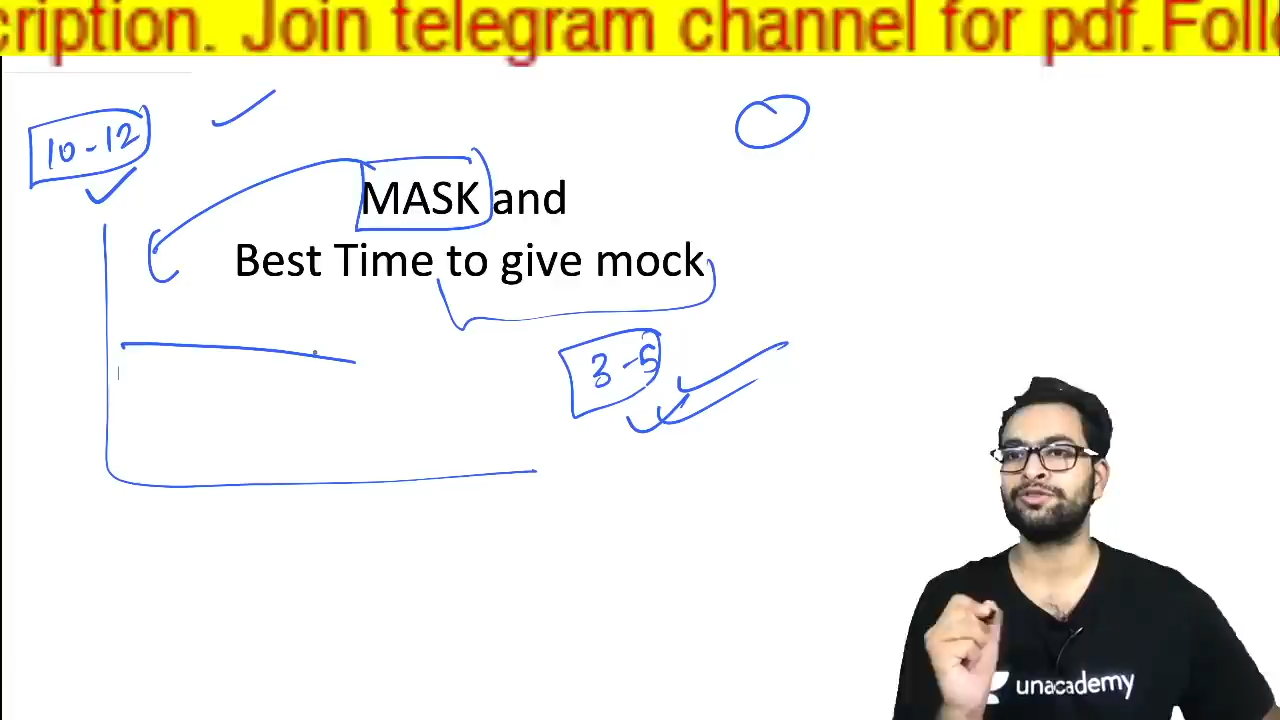 cription. Join telegram channel for pdf.Foll
10-12
MASK and
Best Time to give mock
3-5
unacademy